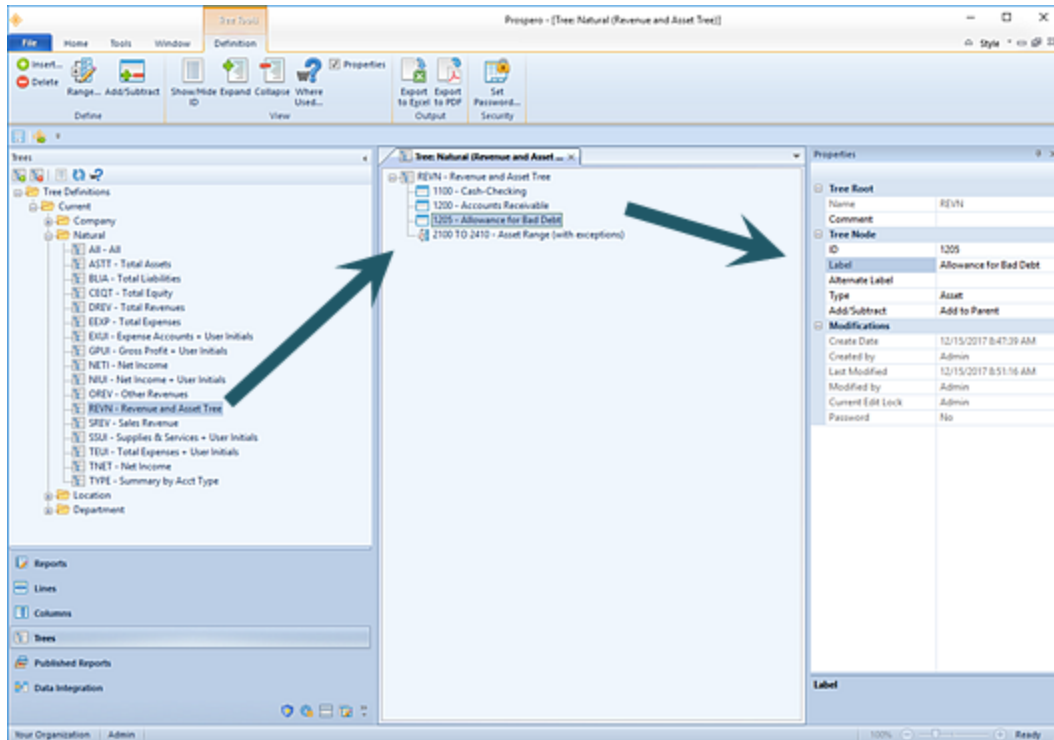 Tree Tools
Prospero - [Tree: Natural (Revenue and Asset Tree)]
File Home Tools Window Definition Style
Insert...
Delete
Range... Add/Subtract
Define
Show/Hide ID Expand Collapse Where Used... Properties
View
Export to Excel Export to PDF
Output
Set Password...
Security
Trees
Tree Definitions
Current
Company
Natural
All - All
ASTT - Total Assets
BLIA - Total Liabilities
CEQT - Total Equity
DREV - Total Revenues
EEXP - Total Expenses
EXUI - Expense Accounts + User Initials
GPUI - Gross Profit + User Initials
NETI - Net Income
NIUI - Net Income + User Initials
OREV - Other Revenues
REVN - Revenue and Asset Tree
SREV - Sales Revenue
SSUI - Supplies & Services + User Initials
TEUI - Total Expenses + User Initials
TNET - Net Income
TYPE - Summary by Acct Type
Location
Department
Reports
Lines
Columns
Trees
Published Reports
Data Integration
Tree: Natural (Revenue and Asset ...
REVN - Revenue and Asset Tree
1100 - Cash-Checking
1200 - Accounts Receivable
1205 - Allowance for Bad Debt
2100 TO 2410 - Asset Range (with exceptions)
Properties
Tree Root
Name REVN
Comment
Tree Node
ID 1205
Label Allowance for Bad Debt
Alternate Label
Type Asset
Add/Subtract Add to Parent
Modifications
Create Date 12/15/2017 8:47:39 AM
Created by Admin
Last Modified 12/15/2017 8:51:16 AM
Modified by Admin
Current Edit Lock Admin
Password No
Label
Your Organization Admin 100% Ready